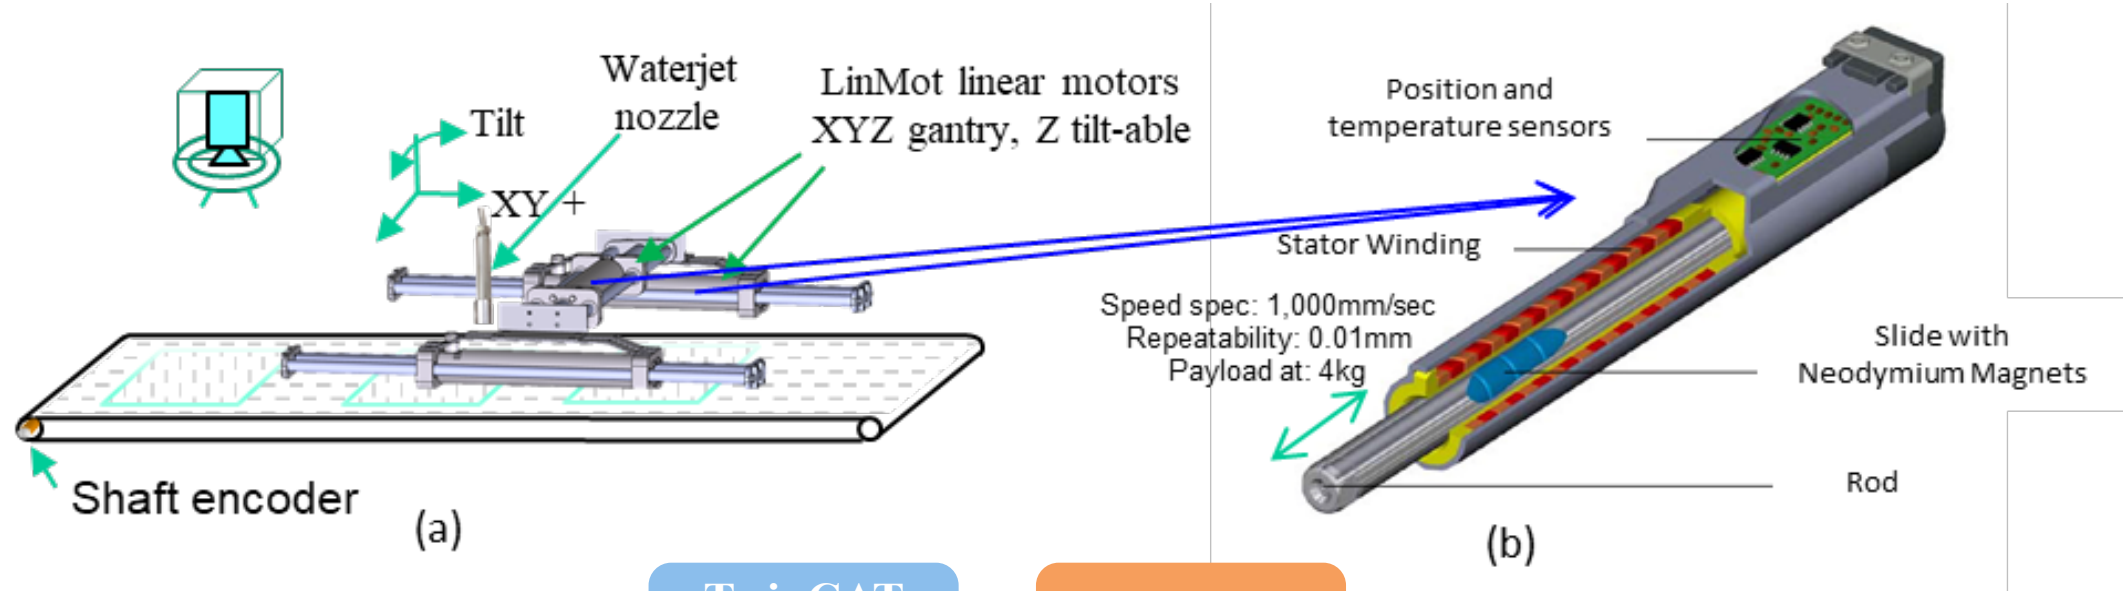 Waterjet
nozzle
LinMot linear motors
XYZ gantry, Z tilt-able
Tilt
XY +
Shaft encoder
(a)
Position and
temperature sensors
Stator Winding
Speed spec: 1,000mm/sec
Repeatability: 0.01mm
Payload at: 4kg
Slide with
Neodymium Magnets
Rod
(b)